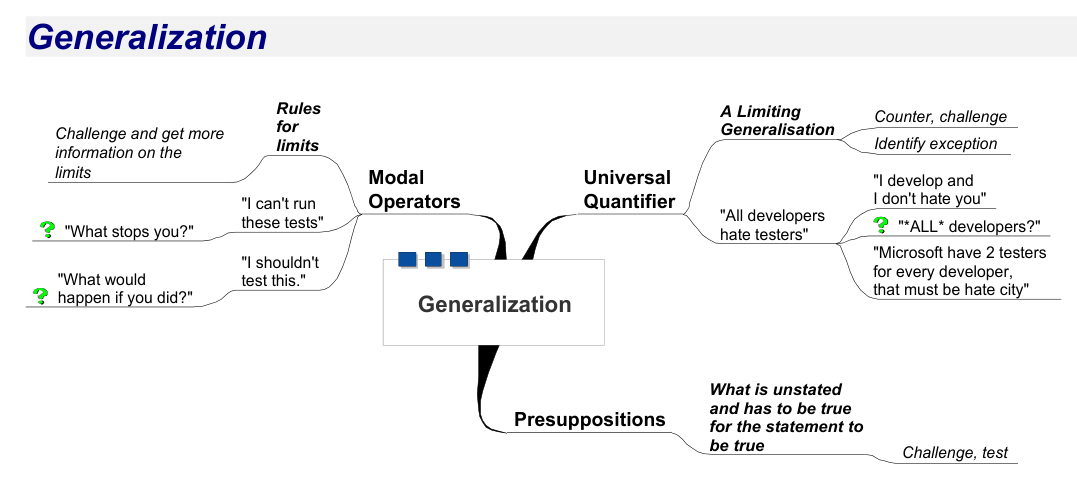 Generalization
Rules
for
limits
Challenge and get more
information on the
limits
Modal
Operators
"I can't run
these tests"
"What stops you?"
"I shouldn't
test this."
"What would
happen if you did?"
Universal
Quantifier
A Limiting
Generalisation
Counter, challenge
Identify exception
"All developers
hate testers"
"I develop and
I don't hate you"
"*ALL* developers?"
"Microsoft have 2 testers
for every developer,
that must be hate city"
Generalization
Presuppositions
What is unstated
and has to be true
for the statement to
be true
Challenge, test